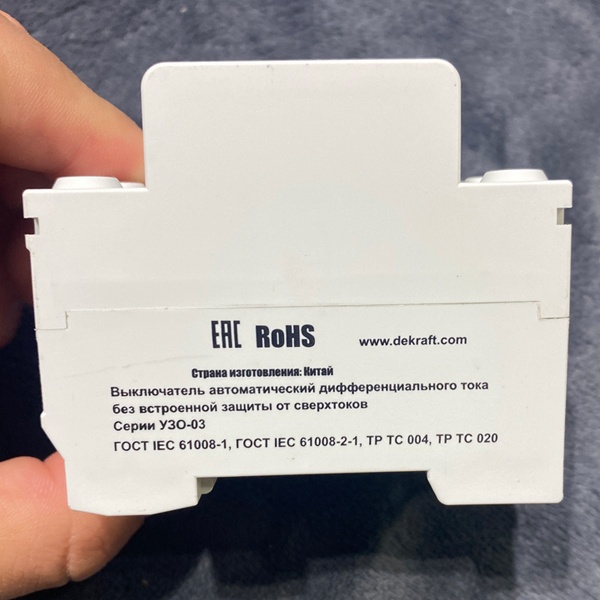 EAC RoHS www.dekraft.com
Страна изготовления: Китай
Выключатель автоматический дифференциального тока
без встроенной защиты от сверхтоков
Серии УЗО-03
ГОСТ IEC 61008-1, ГОСТ IEC 61008-2-1, ТР ТС 004, ТР ТС 020